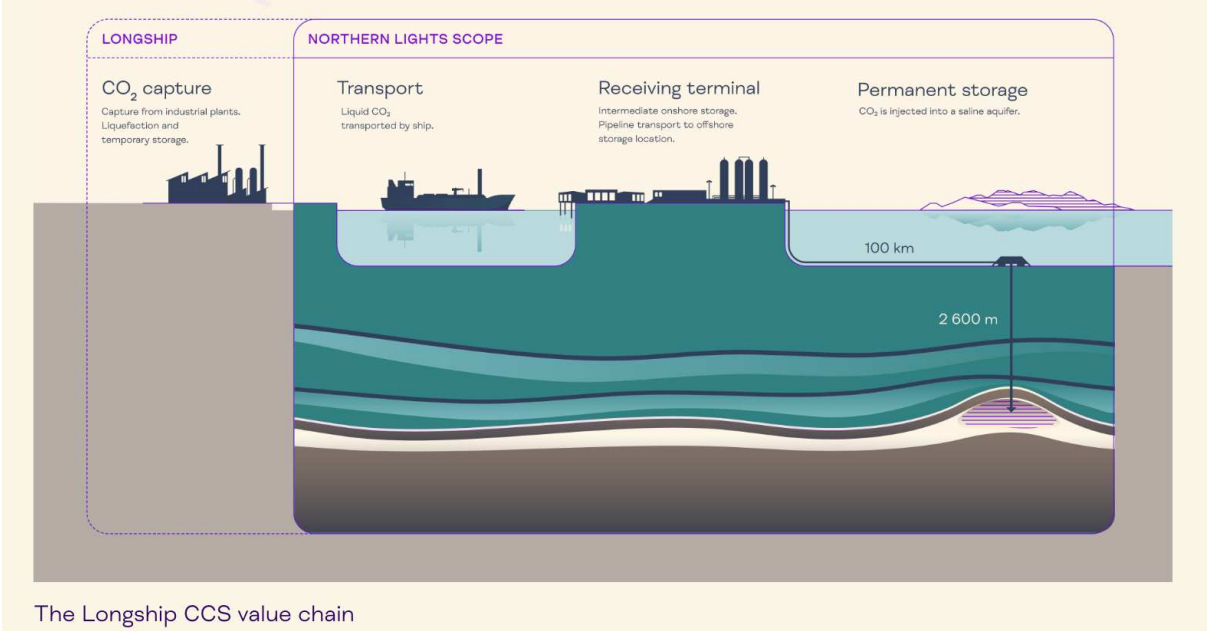 LONGSHIP
NORTHERN LIGHTS SCOPE
CO₂ capture
Capture from industrial plants.
Liquefaction and
temporary storage.
Transport
Liquid CO₂
transported by ship.
Receiving terminal
Intermediate onshore storage.
Pipeline transport to offshore
storage location.
Permanent storage
CO₂ is injected into a saline aquifer.
100 km
2 600 m
The Longship CCS value chain